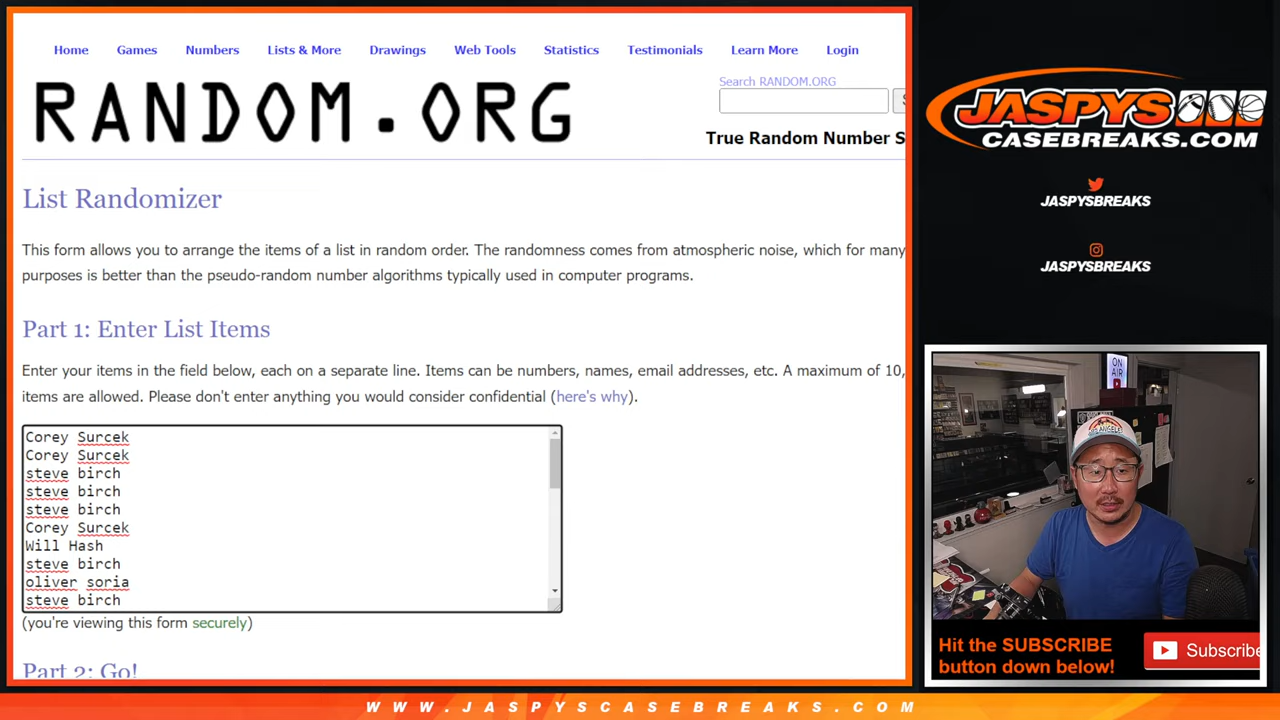 Home Games Numbers Lists & More Drawings Web Tools Statistics Testimonials Learn More Login
RANDOM.ORG
Search RANDOM.ORG
True Random Number S
List Randomizer
This form allows you to arrange the items of a list in random order. The randomness comes from atmospheric noise, which for many
purposes is better than the pseudo-random number algorithms typically used in computer programs.
Part 1: Enter List Items
Enter your items in the field below, each on a separate line. Items can be numbers, names, email addresses, etc. A maximum of 10,
items are allowed. Please don't enter anything you would consider confidential (here's why).
Corey Surcek
Corey Surcek
steve birch
steve birch
steve birch
Corey Surcek
Will Hash
steve birch
oliver soria
steve birch
(you're viewing this form securely)
Part 2: Go!
JASPYS
CASEBREAKS.COM
JASPYSBREAKS
JASPYSBREAKS
ON
AIR
Hit the SUBSCRIBE
button down below!
Subscribe
WWW.JASPYSCASEBREAKS.COM